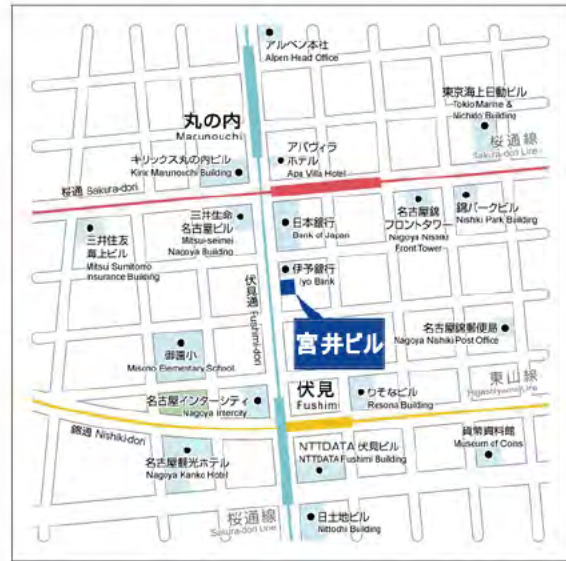 アルペン本社
Alpen Head Office
東京海上日動ビル
Tokio Marine &
Nichido Building
丸の内
Marunouchi
桜通線
Sakura-dori Line
アパヴィラ
ホテル
Apa Villa Hotel
キリックス丸の内ビル
Kirix Marunouchi Building
桜通 Sakura-dori
三井住友
海上ビル
Mitsui Sumitomo
Insurance Building
三井生命
名古屋ビル
Mitsui-seimei
Nagoya Building
日本銀行
Bank of Japan
名古屋錦
フロントタワー
Nagoya Nishiki
Front Tower
錦パークビル
Nishiki Park Building
伊予銀行
Iyo Bank
伏見通 Fushimi-dori
宮井ビル
名古屋錦郵便局
Nagoya Nishiki Post Office
御園小
Misono Elementary School
東山線
Higashiyama Line
名古屋インターシティ
Nagoya Intercity
伏見
Fushimi
りそなビル
Resona Building
錦通 Nishiki-dori
名古屋観光ホテル
Nagoya Kanko Hotel
NTTDATA 伏見ビル
NTTDATA Fushimi Building
貨幣資料館
Museum of Coins
桜通線
Sakura-dori Line
日土地ビル
Nittochi Building